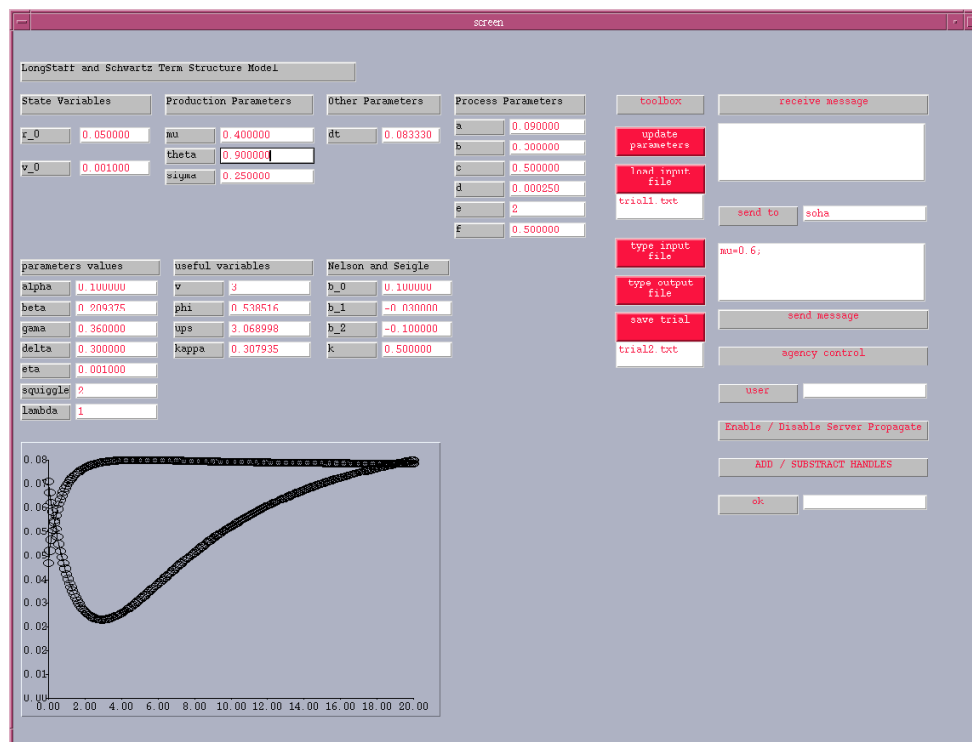 screen
LongStaff and Schwartz Term Structure Model
State Variables
r_0 0.050000
v_0 0.001000
Production Parameters
mu 0.400000
theta 0.900000
sigma 0.250000
Other Parameters
dt 0.083330
Process Parameters
a 0.090000
b 0.300000
c 0.500000
d 0.000250
e 2
f 0.500000
toolbox
update
parameters
load input
file
trial1.txt
type input
file
type output
file
save trial
trial2.txt
receive message
send to soha
mu=0.6;
send message
agency control
user
Enable / Disable Server Propagate
ADD / SUBSTRACT HANDLES
ok
parameters values
alpha 0.100000
beta 0.209375
gama 0.360000
delta 0.300000
eta 0.001000
squiggle 2
lambda 1
useful variables
v 3
phi 0.538516
ups 3.068998
kappa 0.307935
Nelson and Seigle
b_0 0.100000
b_1 -0.030000
b_2 -0.100000
k 0.500000
0.08
0.07
0.06
0.05
0.05
0.04
0.03
0.02
0.02
0.01
0.00
0.00 2.00 4.00 6.00 8.00 10.00 12.00 14.00 16.00 18.00 20.00